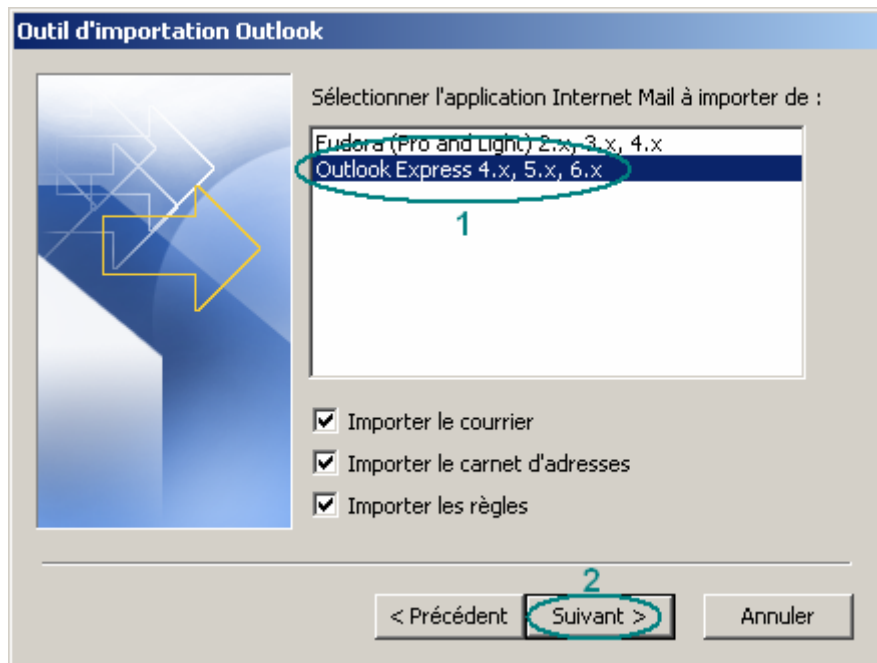 Outil d'importation Outlook
Sélectionner l'application Internet Mail à importer de :
Eudora (Pro and Light) 2.x, 3.x, 4.x
Outlook Express 4.x, 5.x, 6.x
1
Importer le courrier
Importer le carnet d'adresses
Importer les règles
2
< Précédent Suivant > Annuler